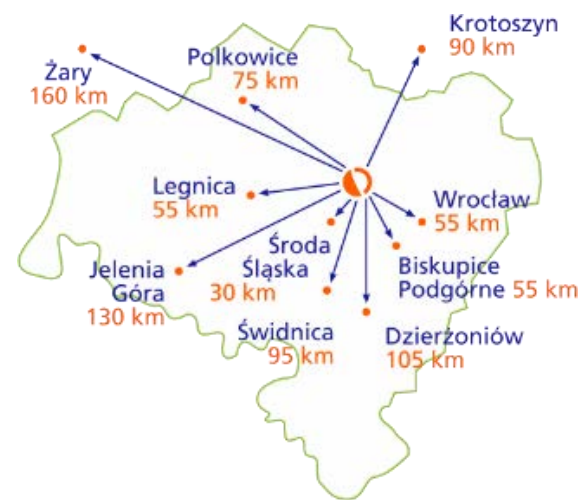 Krotoszyn
90 km
Polkowice
75 km
Żary
160 km
Legnica
55 km
Wrocław
55 km
Środa
Śląska
30 km
Biskupice
Podgórne 55 km
Jelenia
Góra
130 km
Świdnica
95 km
Dzierżoniów
105 km